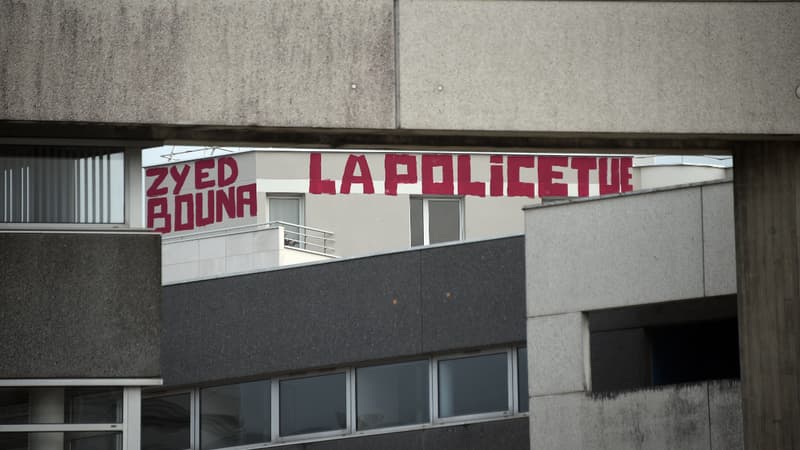 ZYED
BOUNA
LA POLiCE TUE